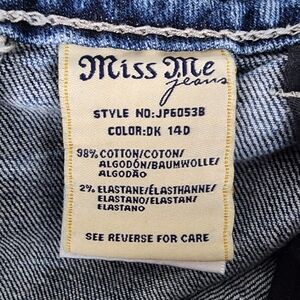 Miss Me
jeans
STYLE NO:JP6053B
COLOR:DK 14D
98% COTTON/COTON/
ALGODÓN/BAUMWOLLE/
ALGODÃO
2% ELASTANE/ÉLASTHANNE/
ELASTANO/ELASTAN/
ELASTANO
SEE REVERSE FOR CARE